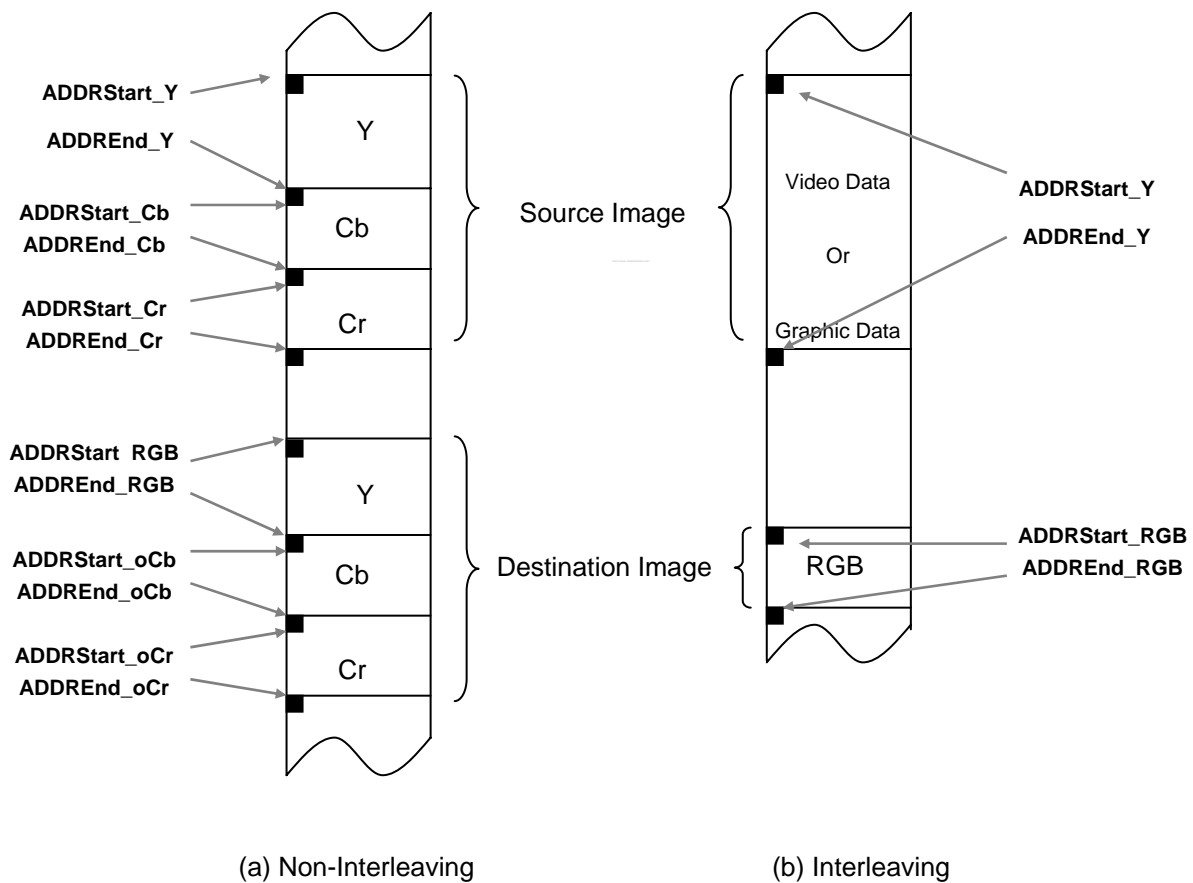 ADDRStart_Y
ADDREnd_Y
ADDRStart_Cb
ADDREnd_Cb
ADDRStart_Cr
ADDREnd_Cr
ADDRStart RGB
ADDREnd_RGB
ADDRStart_oCb
ADDREnd_oCb
ADDRStart_oCr
ADDREnd_oCr
Y
Cb
Cr
Y
Cb
Cr
Source Image
Destination Image
Video Data
Or
Graphic Data
RGB
ADDRStart_Y
ADDREnd_Y
ADDRStart_RGB
ADDREnd_RGB
(a) Non-Interleaving
(b) Interleaving